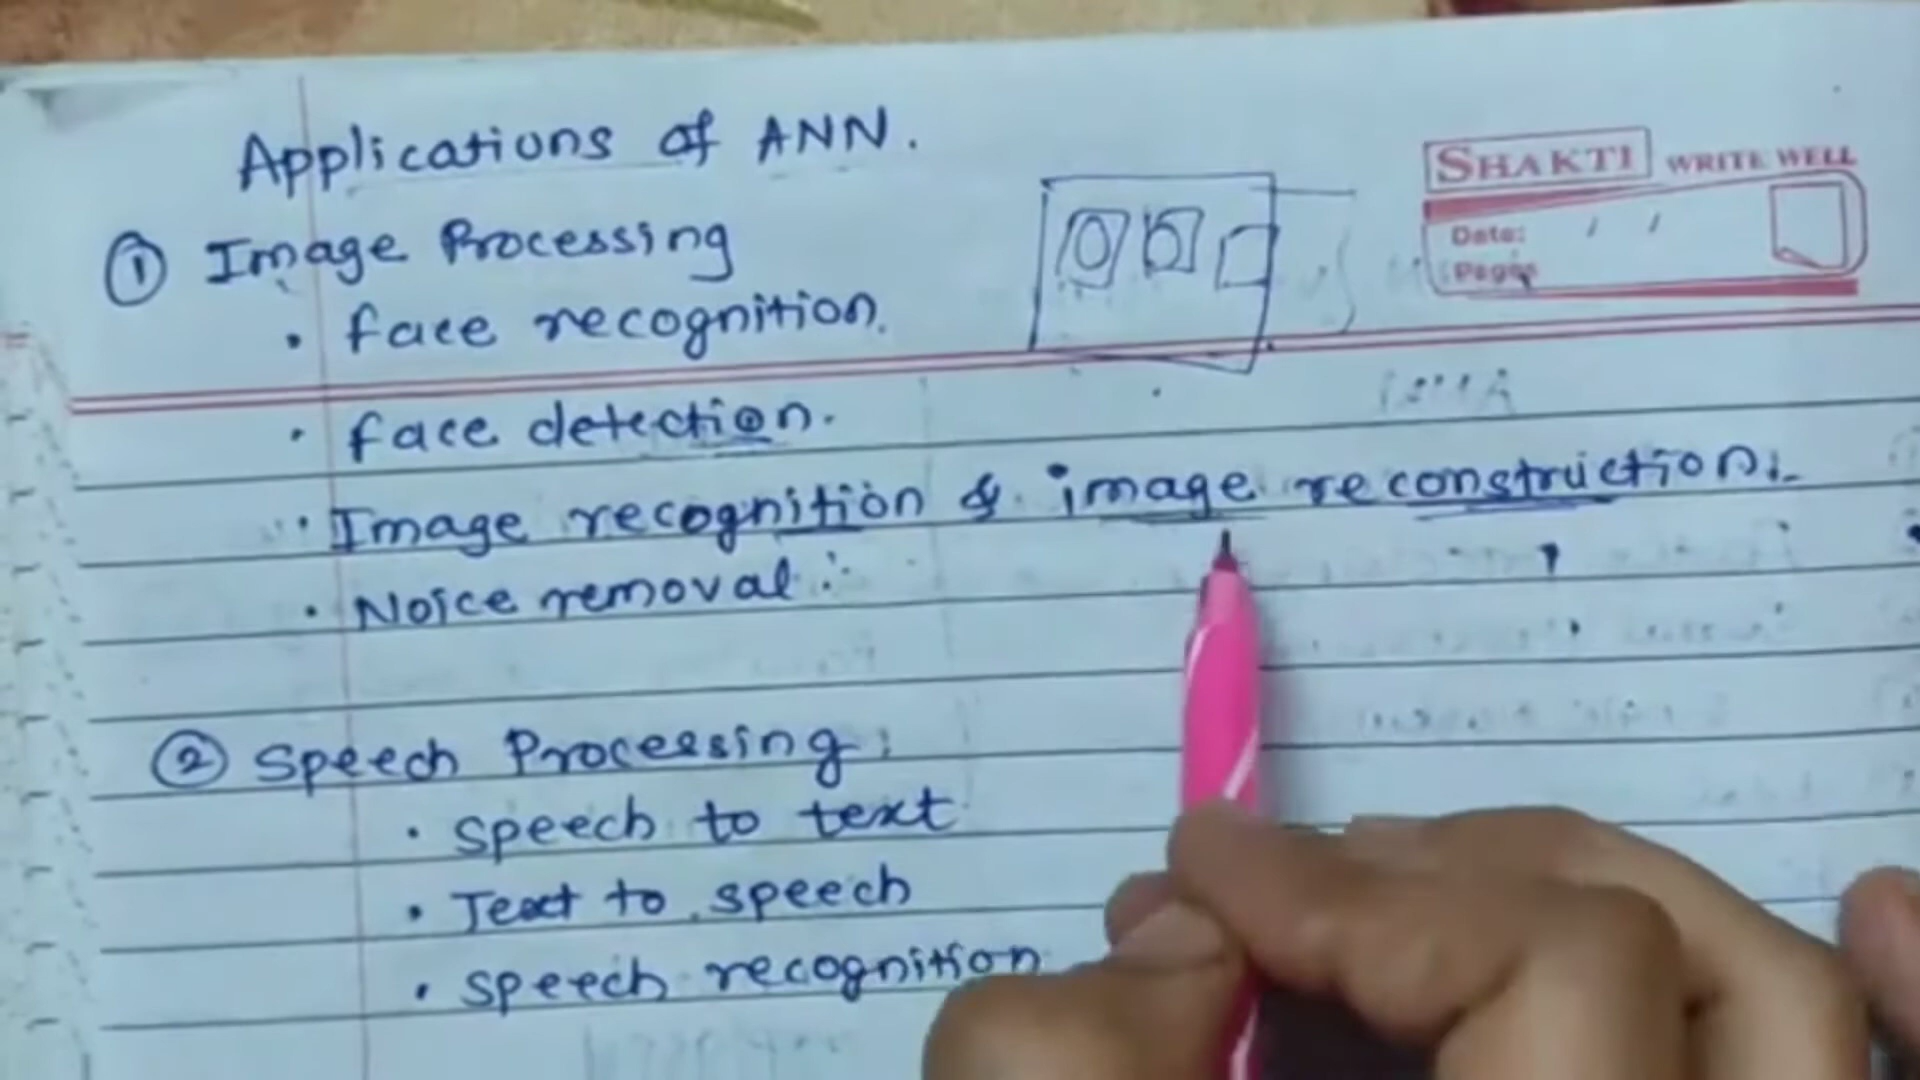 Applications of ANN.
SHAKTI WRITE WELL
Date: / /
Pages
① Image Processing
• face recognition.
• face detection.
• Image recognition & image reconstruction.
• Noice removal.
② Speech Processing:
• Speech to text
• Text to speech
• Speech recognition